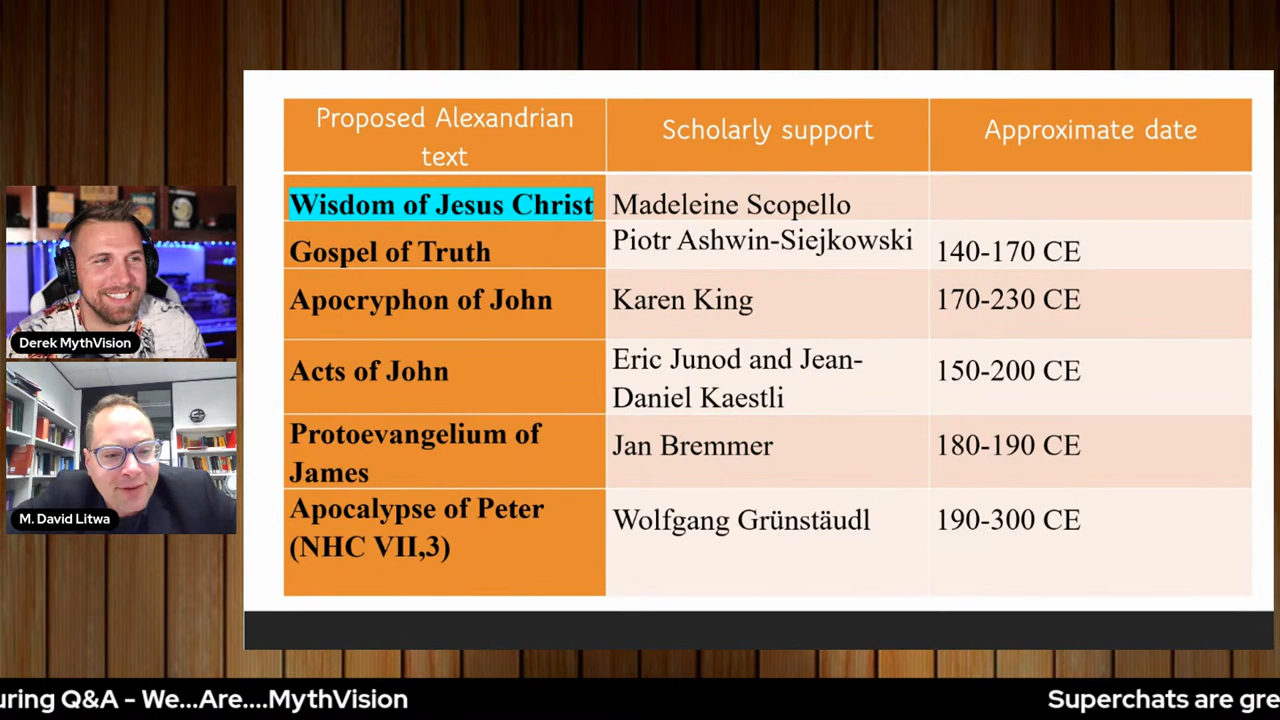 Proposed Alexandrian
text
Scholarly support
Approximate date
Wisdom of Jesus Christ
Madeleine Scopello
Gospel of Truth
Piotr Ashwin-Siejkowski
140-170 CE
Apocryphon of John
Karen King
170-230 CE
Acts of John
Eric Junod and Jean-
Daniel Kaestli
150-200 CE
Protoevangelium of
James
Jan Bremmer
180-190 CE
Apocalypse of Peter
(NHC VII,3)
Wolfgang Grünstäudl
190-300 CE
Derek MythVision
M. David Litwa
uring Q&A - We...Are....MythVision
Superchats are gre